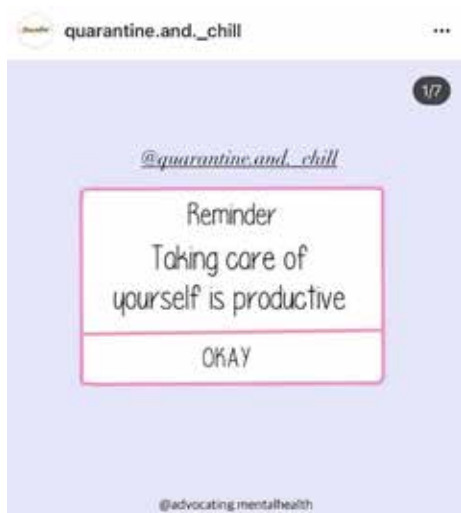 quarantine.and._chill
1/7
@quarantine.and._chill
Reminder
Taking care of
yourself is productive
OKAY
@advocating.mentalhealth